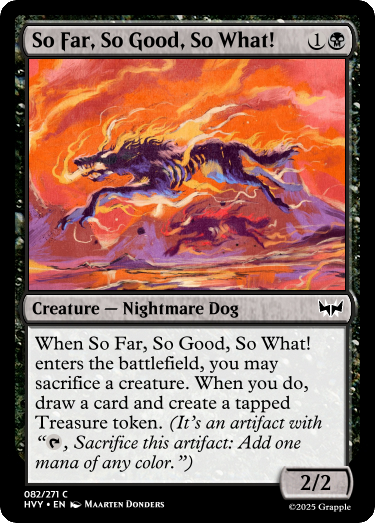 So Far, So Good, So What! 1
Creature — Nightmare Dog
When So Far, So Good, So What!
enters the battlefield, you may
sacrifice a creature. When you do,
draw a card and create a tapped
Treasure token. (It's an artifact with
“, Sacrifice this artifact: Add one
mana of any color.”)
2/2
082/271 C
HVY • EN Maarten Donders
©2025 Grapple